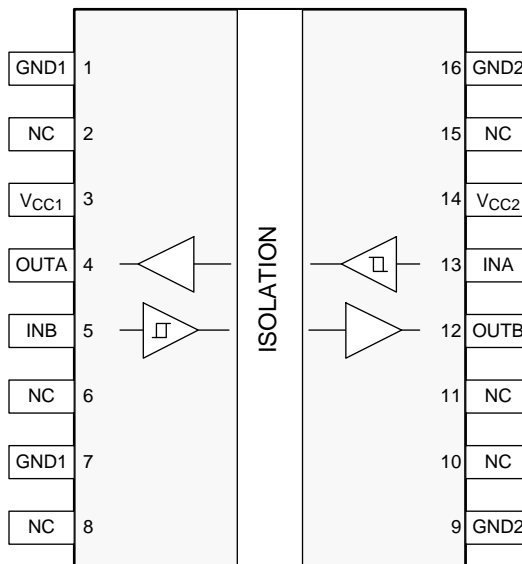 GND1 1 16 GND2
NC 2 15 NC
VCC1 3 14 VCC2
OUTA 4 13 INA
INB 5 12 OUTB
NC 6 11 NC
GND1 7 10 NC
NC 8 9 GND2
ISOLATION